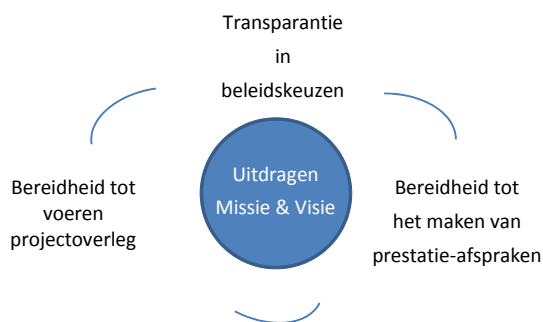 Transparantie
in
beleidskeuzen
Uitdragen
Missie & Visie
Bereidheid tot
voeren
projectoverleg
Bereidheid tot
het maken van
prestatie-afspraken